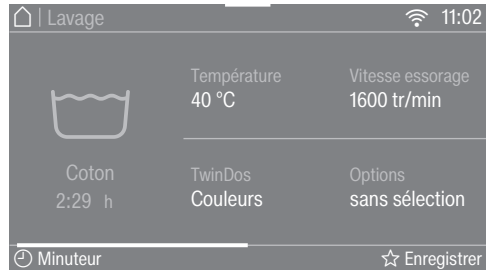 | Lavage
11:02
Température
40 °C
Vitesse essorage
1600 tr/min
Coton
2:29 h
TwinDos
Couleurs
Options
sans sélection
Minuteur
Enregistrer